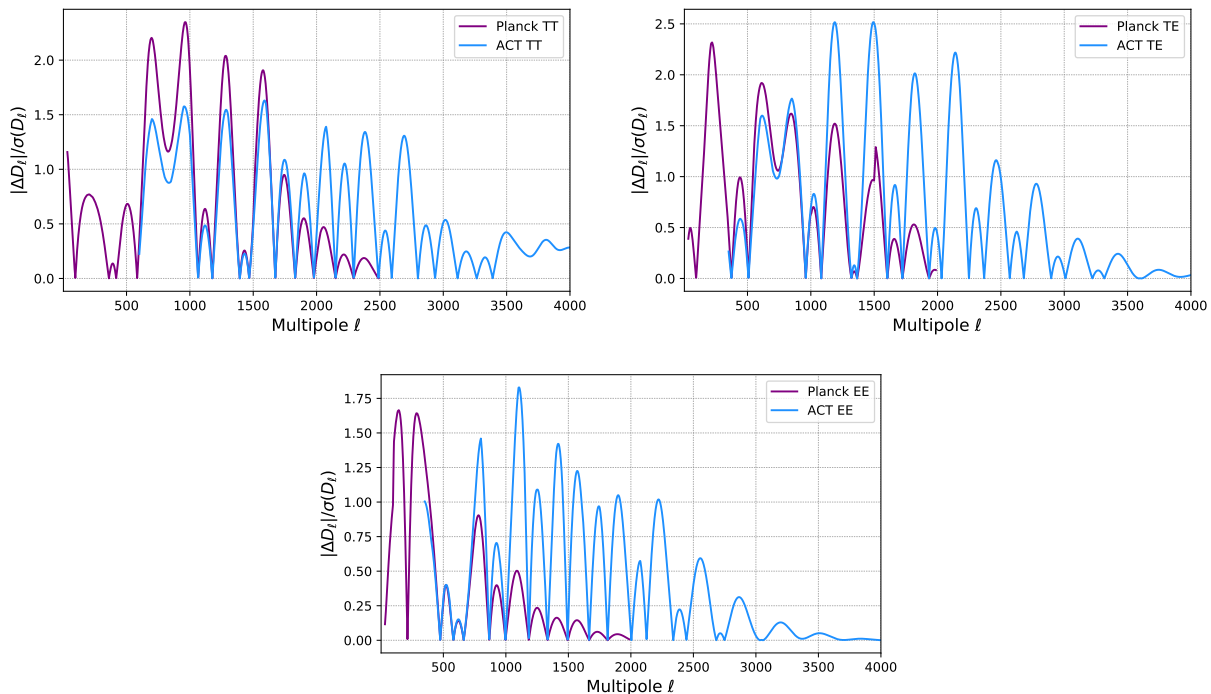 Planck TT
ACT TT
|ΔD_ℓ|/σ(D_ℓ)
2.0
1.5
1.0
0.5
0.0
500 1000 1500 2000 2500 3000 3500 4000
Multipole ℓ
Planck TE
ACT TE
|ΔD_ℓ|/σ(D_ℓ)
2.5
2.0
1.5
1.0
0.5
0.0
500 1000 1500 2000 2500 3000 3500 4000
Multipole ℓ
Planck EE
ACT EE
|ΔD_ℓ|/σ(D_ℓ)
1.75
1.50
1.25
1.00
0.75
0.50
0.25
0.00
500 1000 1500 2000 2500 3000 3500 4000
Multipole ℓ